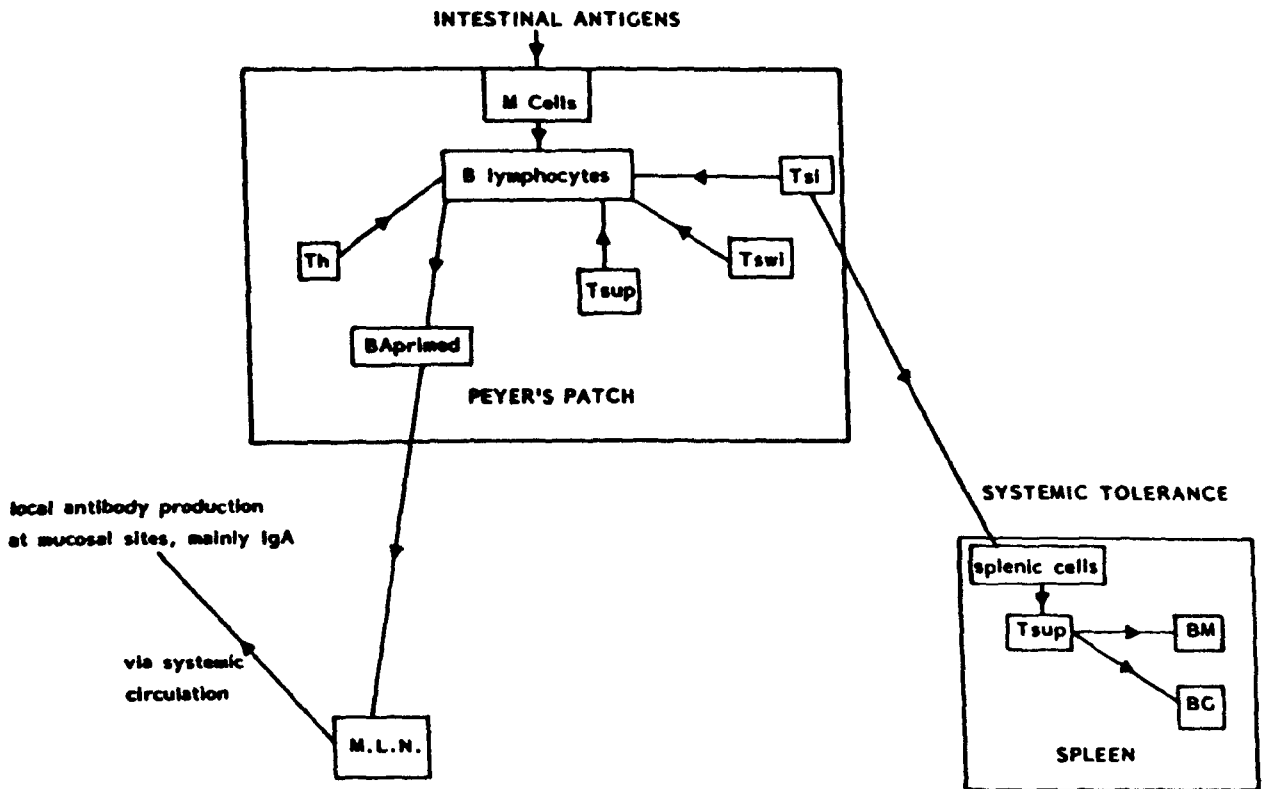 INTESTINAL ANTIGENS
M Cells
B lymphocytes
Tsi
Th
Tsup
Tswi
BAprimed
PEYER'S PATCH
local antibody production
at mucosal sites, mainly IgA
via systemic
circulation
M.L.N.
SYSTEMIC TOLERANCE
splenic cells
Tsup
BM
BG
SPLEEN